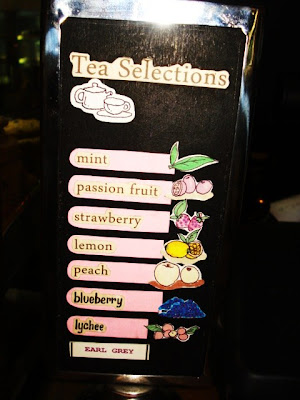 Tea Selections
mint
passion fruit
strawberry
lemon
peach
blueberry
lychee
EARL GREY